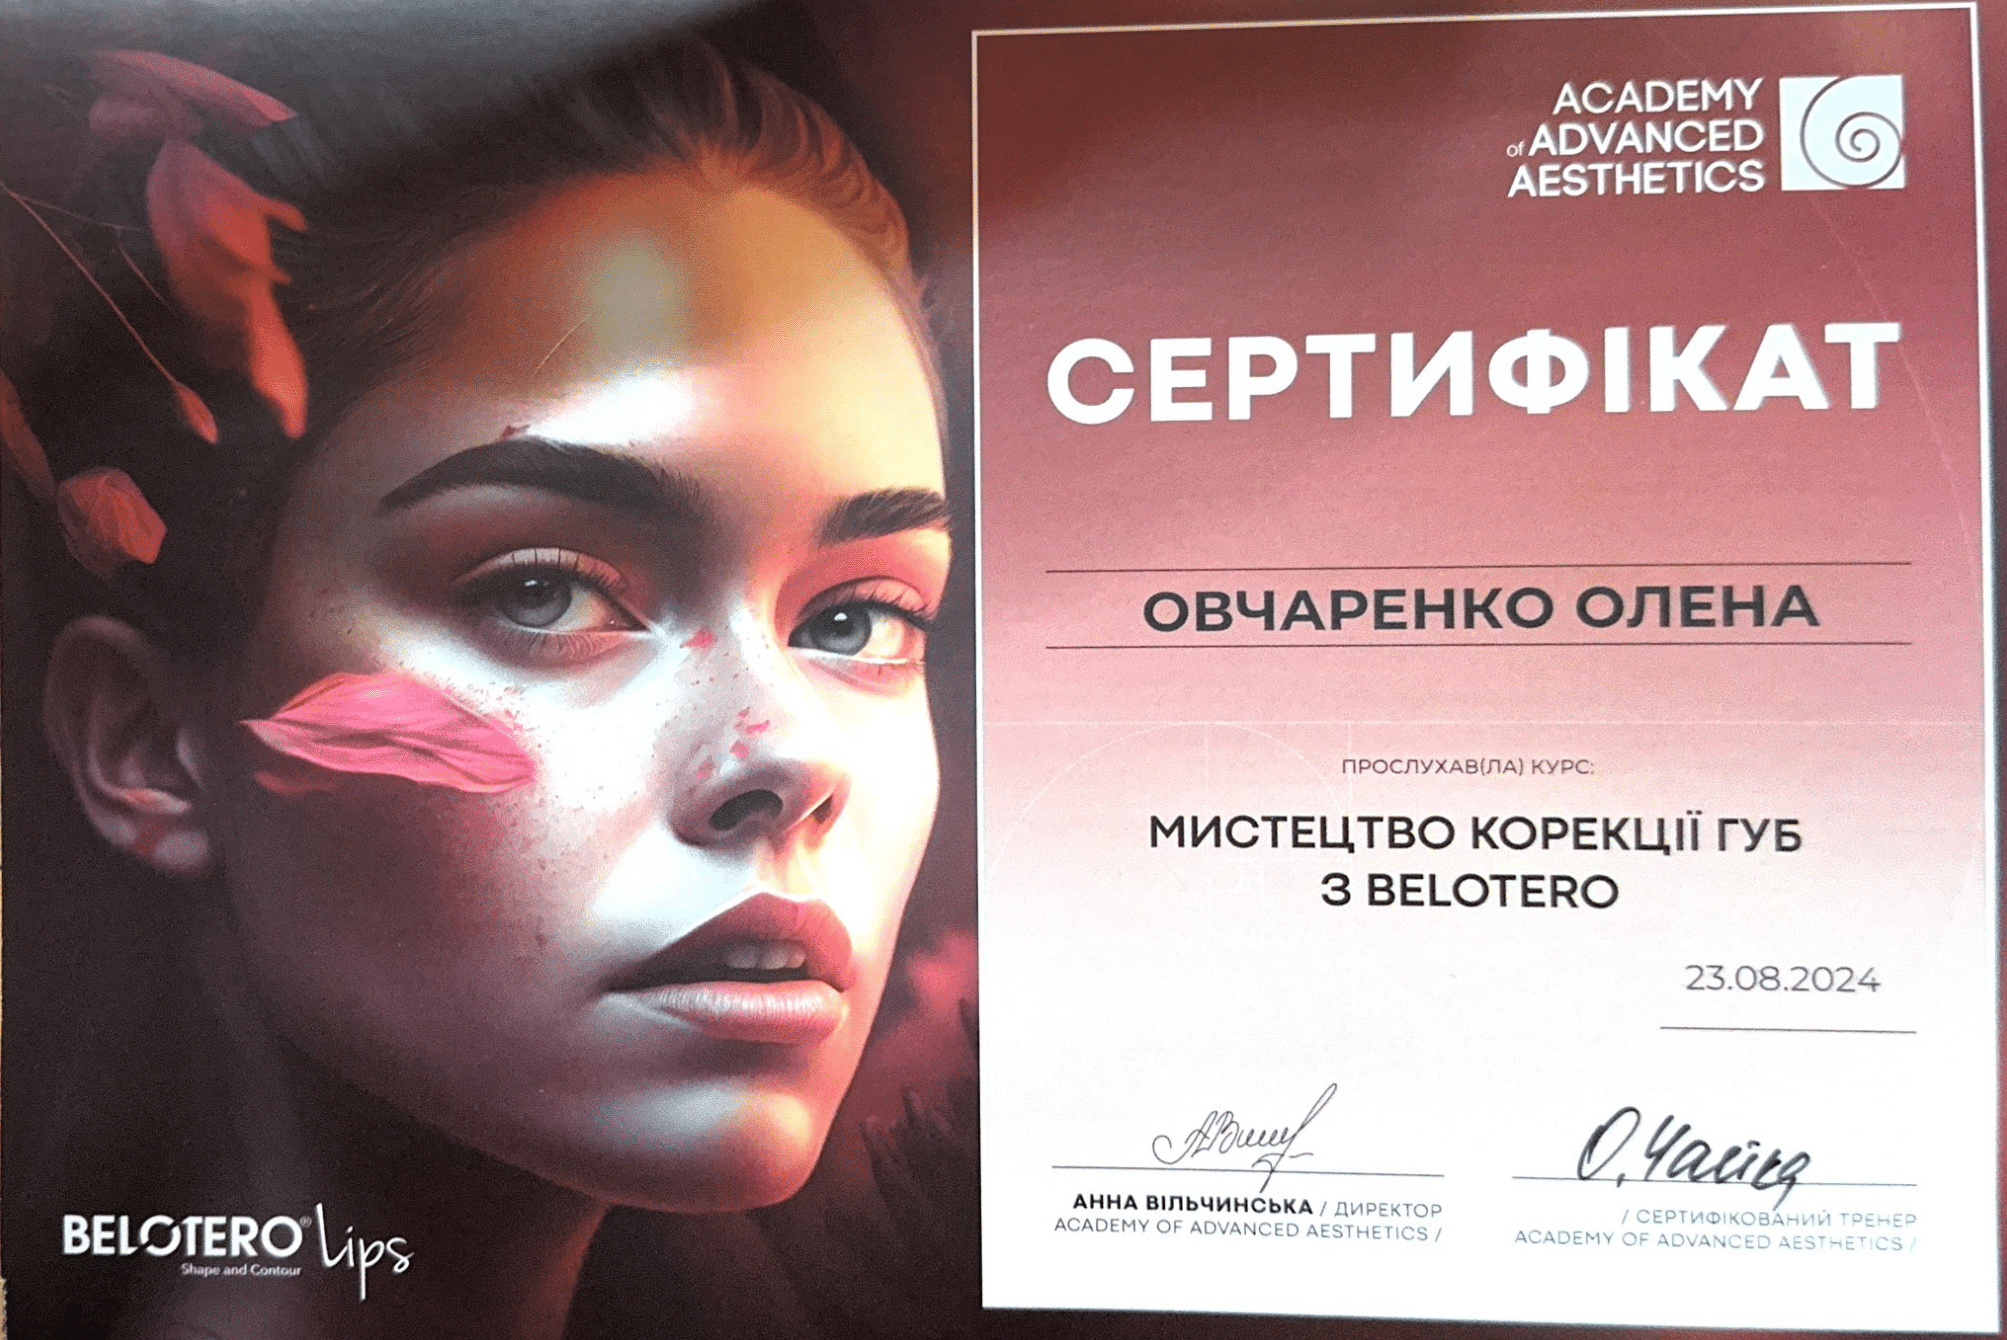 ACADEMY
of ADVANCED
AESTHETICS
СЕРТИФІКАТ
ОВЧАРЕНКО ОЛЕНА
ПРОСЛУХАВ(ЛА) КУРС:
МИСТЕЦТВО КОРЕКЦІЇ ГУБ
З BELOTERO
23.08.2024
О. Чайка
АННА ВІЛЬЧИНСЬКА / ДИРЕКТОР
ACADEMY OF ADVANCED AESTHETICS /
/ СЕРТИФІКОВАНИЙ ТРЕНЕР
ACADEMY OF ADVANCED AESTHETICS /
BELOTERO® Lips
Shape and Contour